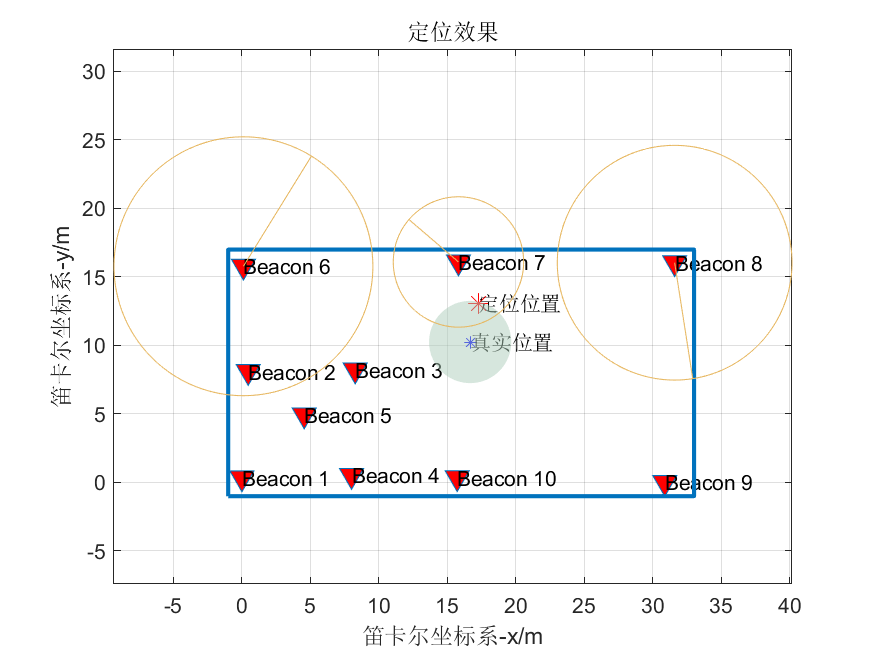 定位效果
30
25
20
15
10
5
0
-5
笛卡尔坐标系-y/m
Beacon 6
Beacon 7
Beacon 8
定位位置
真实位置
Beacon 2
Beacon 3
Beacon 5
Beacon 1
Beacon 4
Beacon 10
Beacon 9
-5 0 5 10 15 20 25 30 35 40
笛卡尔坐标系-x/m